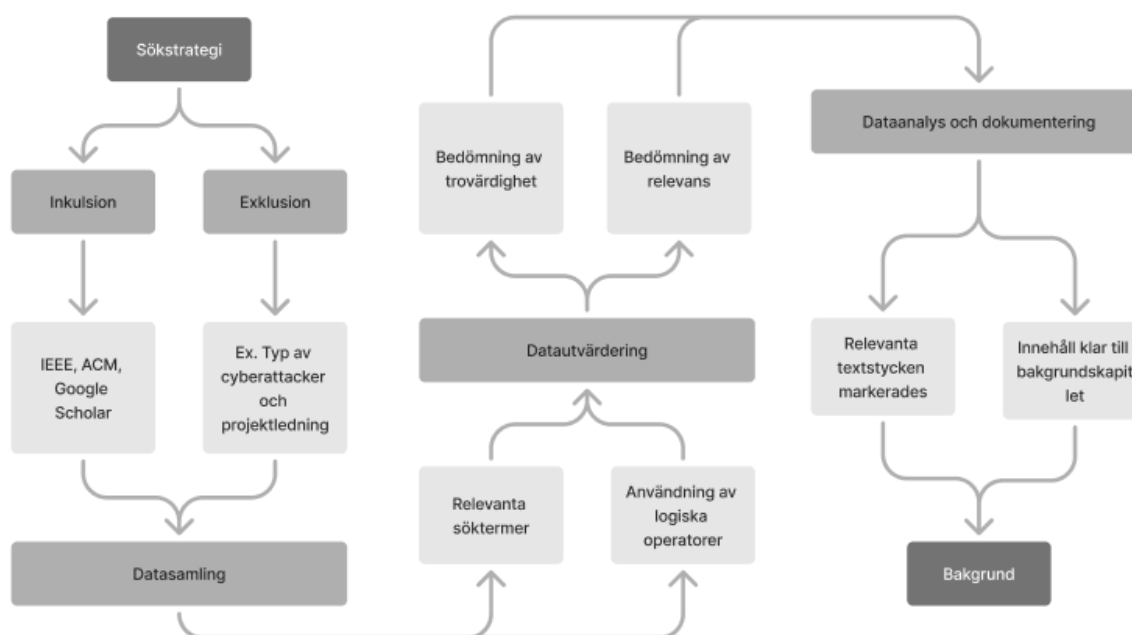 Sökstrategi
Inkulsion
Exklusion
IEEE, ACM,
Google
Scholar
Ex. Typ av
cyberattacker
och
projektledning
Datasamling
Bedömning av
trovärdighet
Bedömning av
relevans
Datautvärdering
Relevanta
söktermer
Användning av
logiska
operatorer
Dataanalys och dokumentering
Relevanta
textstycken
markerades
Innehåll klar till
bakgrundskapit
let
Bakgrund